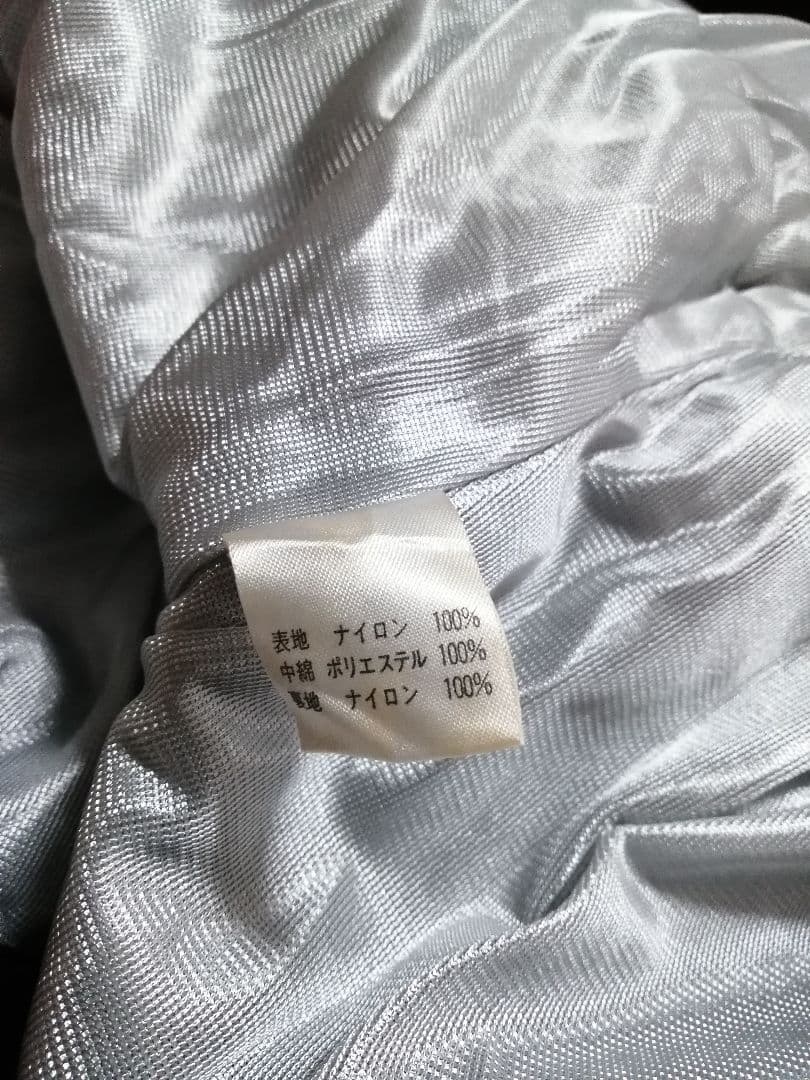 表地 ナイロン 100%
中綿 ポリエステル 100%
裏地 ナイロン 100%